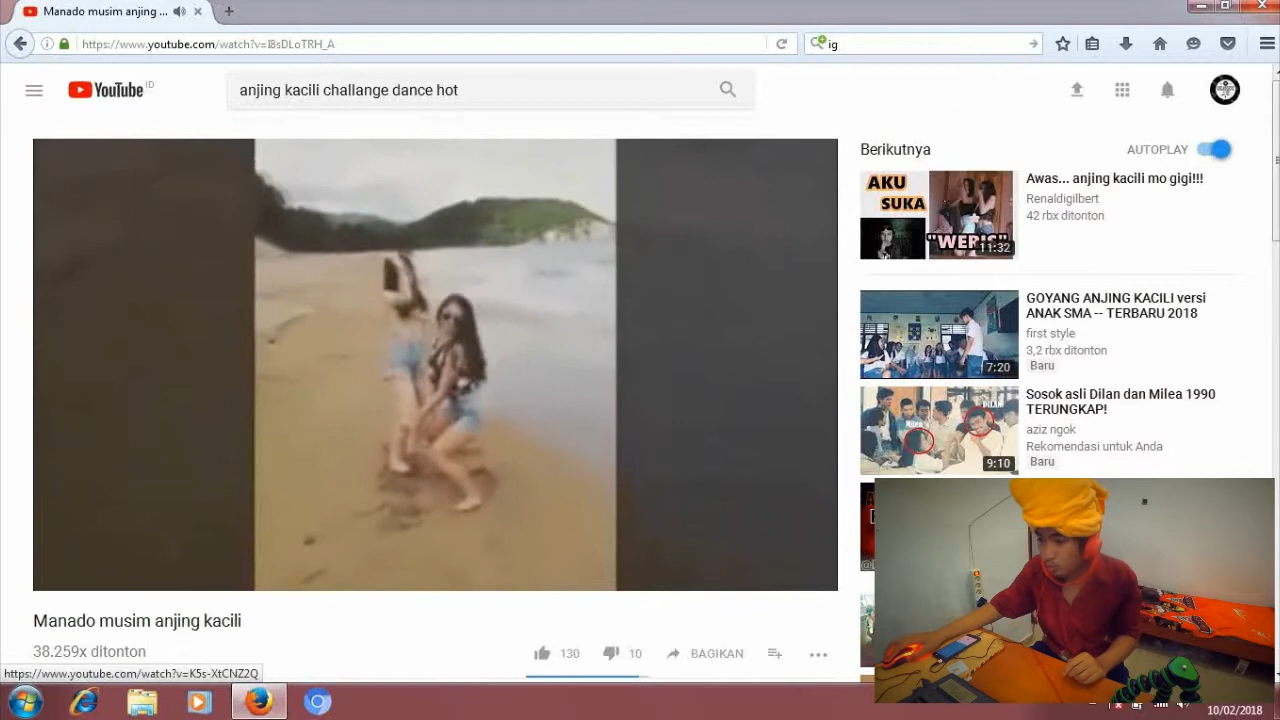 Manado musim anjing ...
https://www.youtube.com/watch?v=I8sDLoTRH_A
ig
YouTube ID
anjing kacili challange dance hot
Berikutnya
AUTOPLAY
AKU
SUKA
"WERIS"
11:32
Awas... anjing kacili mo gigi!!!
Renaldigilbert
42 rbx ditonton
7:20
GOYANG ANJING KACILI versi
ANAK SMA -- TERBARU 2018
first style
3,2 rbx ditonton
Baru
DILAN
Milea
9:10
Sosok asli Dilan dan Milea 1990
TERUNGKAP!
aziz ngok
Rekomendasi untuk Anda
Baru
Manado musim anjing kacili
38.259x ditonton
130
10
BAGIKAN
https://www.youtube.com/watch?v=K5s-XtCNZ2Q
10/02/2018